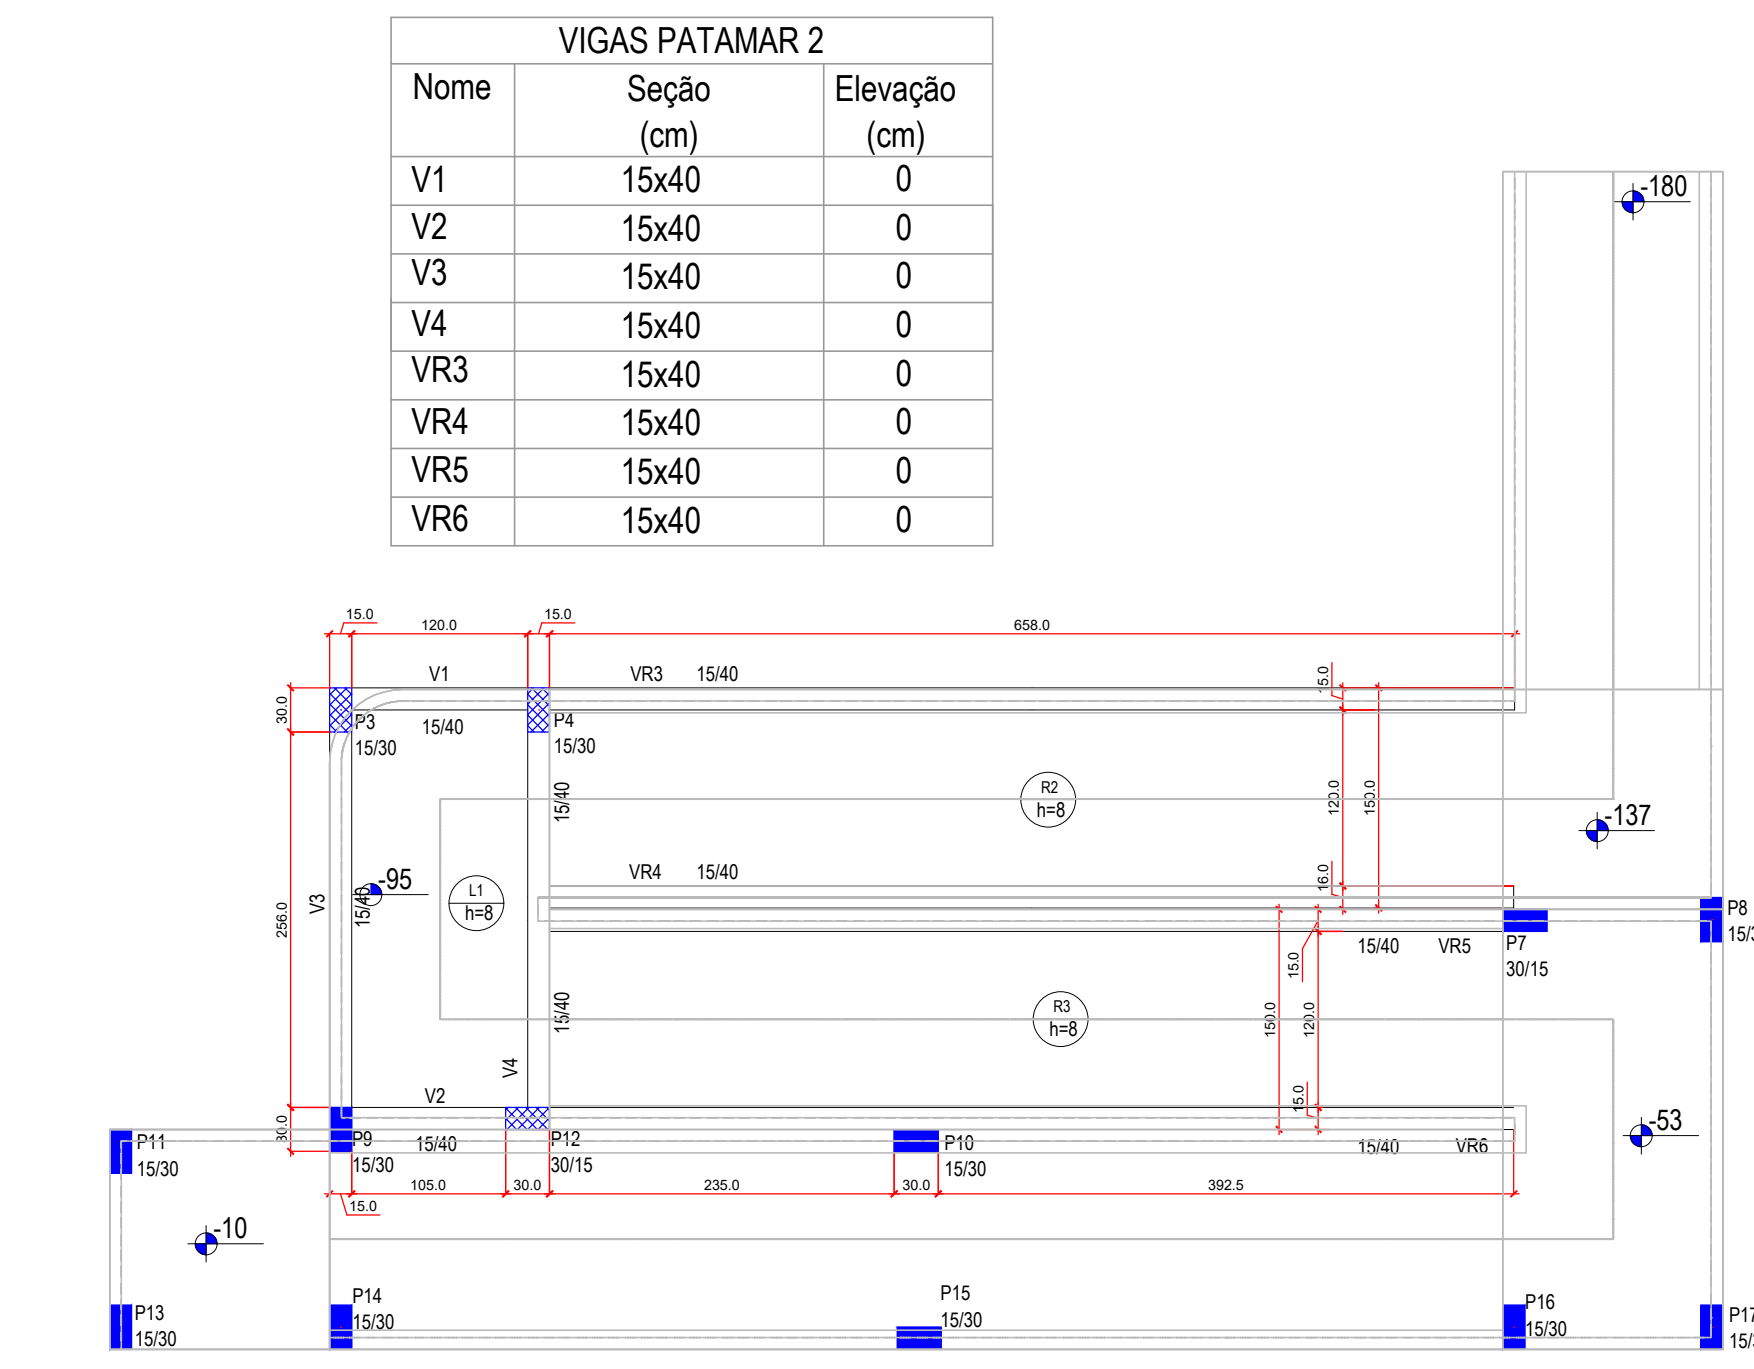 VIGAS PATAMAR 2
Nome Seção (cm) Elevação (cm)
V1 15x40 0
V2 15x40 0
V3 15x40 0
V4 15x40 0
VR3 15x40 0
VR4 15x40 0
VR5 15x40 0
VR6 15x40 0
-180
15.0 120.0 15.0 658.0
V1 VR3 15/40
30.0
P3 15/40 P4
15/30 15/30
15/40
R2
h=8
120.0 150.0
-137
VR4 15/40
16.0
-95
L1
h=8
V3
15/40
256.0
P8
15/40 VR5 P7
30/15
15.0
15/40
R3
h=8
150.0 120.0
V4
V2
15.0
30.0
P11 P9 15/40 P12 P10 15/40 VR6
15/30 15/30 30/15 15/30
-53
105.0 30.0 235.0 30.0 392.5
15.0
-10
P13 P14 P15 P16
15/30 15/30 15/30 15/30